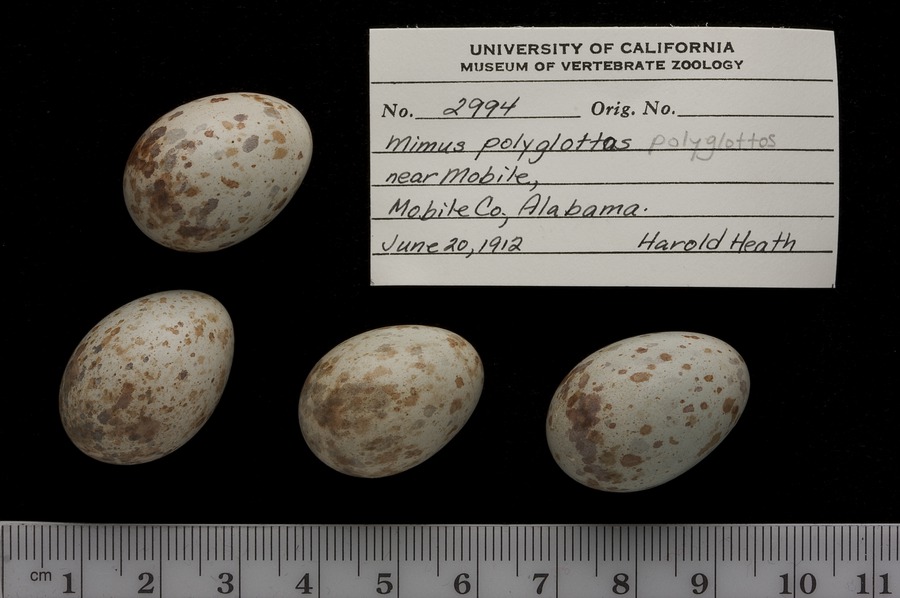 UNIVERSITY OF CALIFORNIA
MUSEUM OF VERTEBRATE ZOOLOGY
No. 2994 Orig. No.
Mimus polyglottos polyglottos
near Mobile,
Mobile Co., Alabama.
June 20, 1912 Harold Heath
cm 1 2 3 4 5 6 7 8 9 10 11